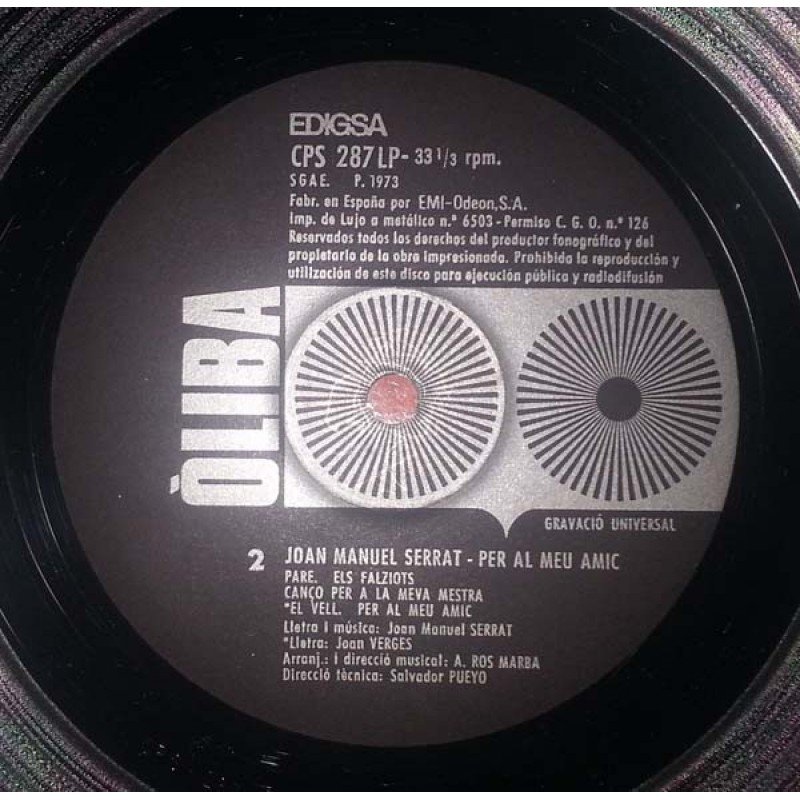 EDIGSA
CPS 287 LP - 33 1/3 rpm.
SGAE. P. 1973
Fabr. en España por EMI-Odeon, S.A.
Imp. de Lujo a metálico n.º 6503 - Permiso C. G. O. n.º 126
Reservados todos los derechos del productor fonográfico y del
propietario de la obra impresionada. Prohibida la reproducción y
utilización de este disco para ejecución pública y radiodifusión
ÒLIBA
GRAVACIÓ UNIVERSAL
2 JOAN MANUEL SERRAT - PER AL MEU AMIC
PARE. ELS FALZIOTS
CANÇO PER A LA MEVA MESTRA
*EL VELL. PER AL MEU AMIC
Lletra i música: Joan Manuel SERRAT
*Lletra: Joan VERGES
Arranj.: i direcció musical: A. ROS MARBA
Direcció tècnica: Salvador PUEYO